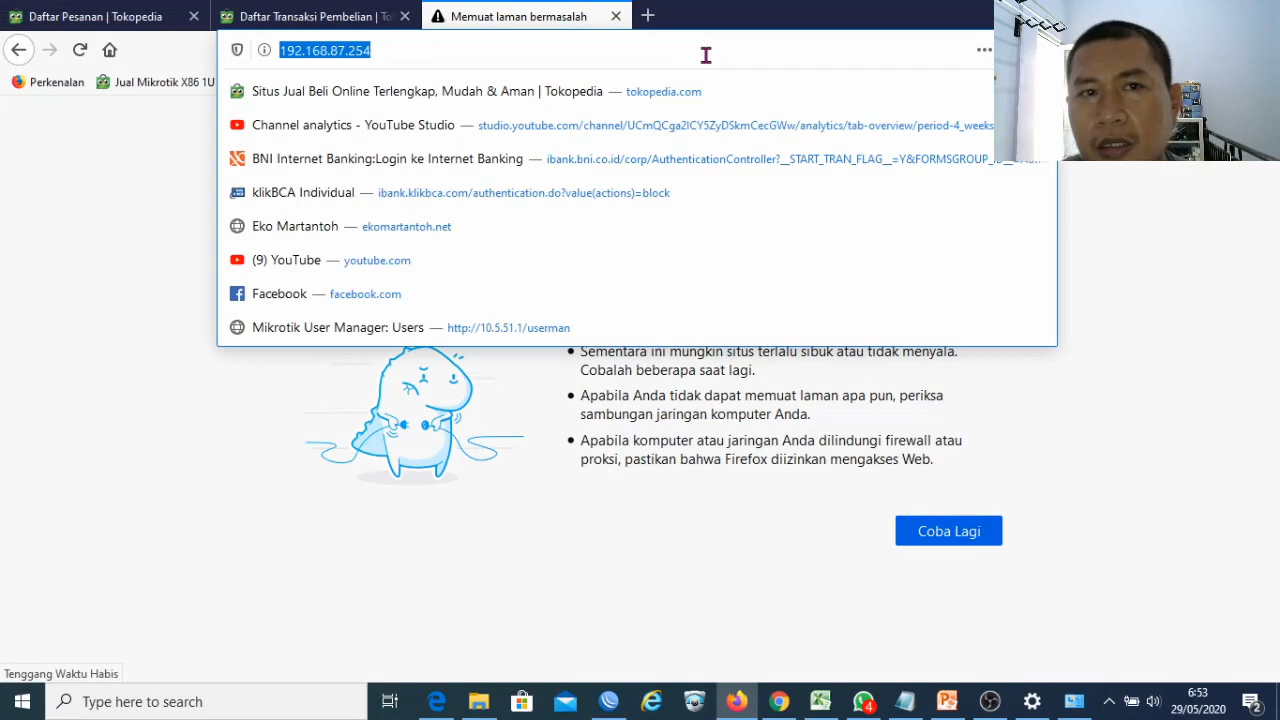 Daftar Pesanan | Tokopedia
Daftar Transaksi Pembelian | Tok
Memuat laman bermasalah
192.168.87.254
Perkenalan
Jual Mikrotik X86 1U
Situs Jual Beli Online Terlengkap, Mudah & Aman | Tokopedia — tokopedia.com
Channel analytics - YouTube Studio — studio.youtube.com/channel/UCmQCga2lCY5ZyDSkmCecGWw/analytics/tab-overview/period-4_weeks
BNI Internet Banking:Login ke Internet Banking — ibank.bni.co.id/corp/AuthenticationController?__START_TRAN_FLAG__=Y&FORMSGROUP_ID__=Auth
klikBCA Individual — ibank.klikbca.com/authentication.do?value(actions)=block
Eko Martantoh — ekomartantoh.net
(9) YouTube — youtube.com
Facebook — facebook.com
Mikrotik User Manager: Users — http://10.5.51.1/userman
Sementara ini mungkin situs terlalu sibuk atau tidak menyala.
Cobalah beberapa saat lagi.
Apabila Anda tidak dapat memuat laman apa pun, periksa
sambungan jaringan komputer Anda.
Apabila komputer atau jaringan Anda dilindungi firewall atau
proksi, pastikan bahwa Firefox diizinkan mengakses Web.
Coba Lagi
Tenggang Waktu Habis
Type here to search
4
6:53
29/05/2020
2